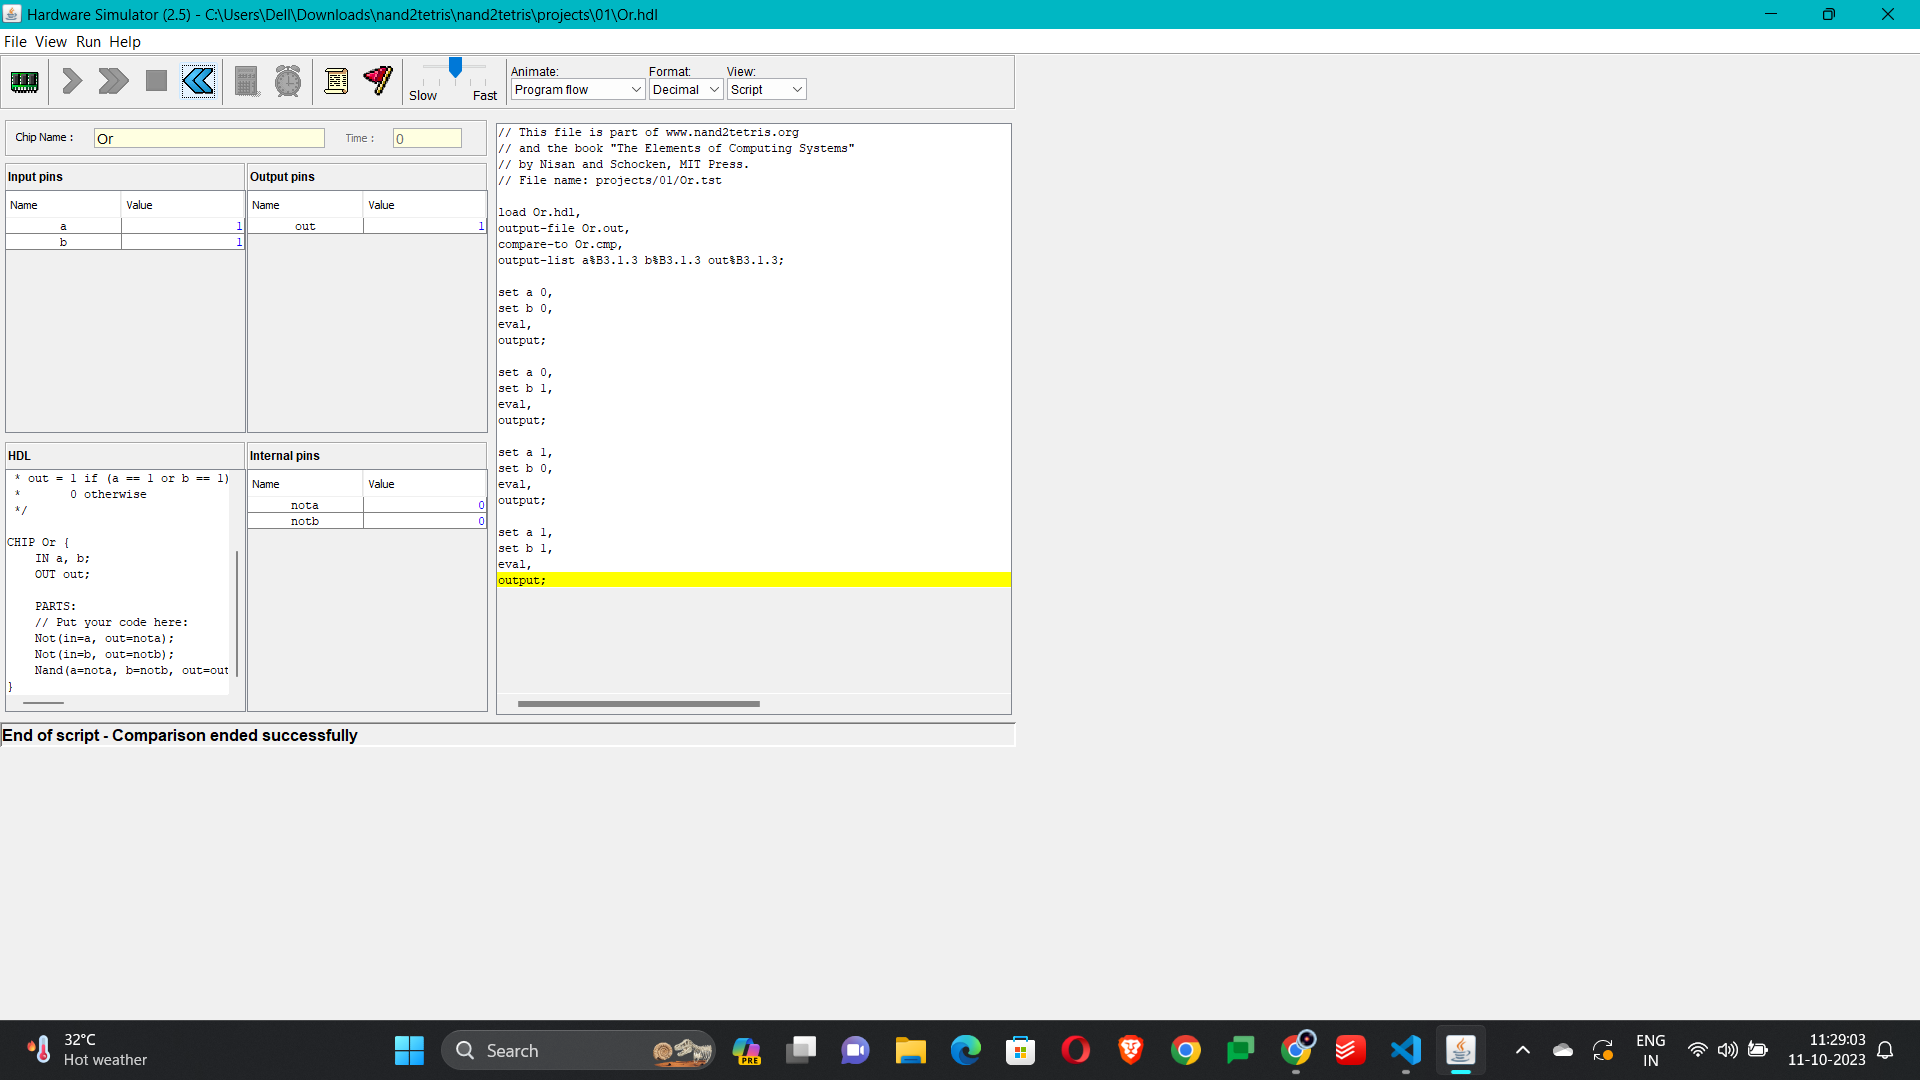 Hardware Simulator (2.5) - C:\Users\Dell\Downloads\nand2tetris\nand2tetris\projects\01\Or.hdl
File View Run Help
Slow Fast
Animate: Format: View:
Program flow Decimal Script
Chip Name : Or Time : 0
Input pins
Name Value
a 1
b 1
Output pins
Name Value
out 1
HDL
* out = 1 if (a == 1 or b == 1)
* 0 otherwise
*/
CHIP Or {
IN a, b;
OUT out;
PARTS:
// Put your code here:
Not(in=a, out=nota);
Not(in=b, out=notb);
Nand(a=nota, b=notb, out=out
}
Internal pins
Name Value
nota 0
notb 0
// This file is part of www.nand2tetris.org
// and the book "The Elements of Computing Systems"
// by Nisan and Schocken, MIT Press.
// File name: projects/01/Or.tst
load Or.hdl,
output-file Or.out,
compare-to Or.cmp,
output-list a%B3.1.3 b%B3.1.3 out%B3.1.3;
set a 0,
set b 0,
eval,
output;
set a 0,
set b 1,
eval,
output;
set a 1,
set b 0,
eval,
output;
set a 1,
set b 1,
eval,
output;
End of script - Comparison ended successfully
32°C
Hot weather
Search
PRE
ENG
IN
11:29:03
11-10-2023